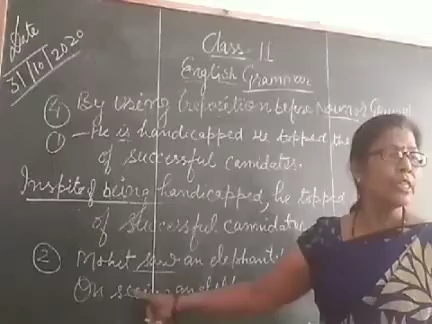 Date
31/10/2020
Class - 11
English Grammar
④ By using Preposition before Noun or Gerund
① - He is handicapped. He topped the
of successful candidates.
Inspite of being handicapped, he topped
of successful candidates
② Mohit saw an elephant.
On seeing an